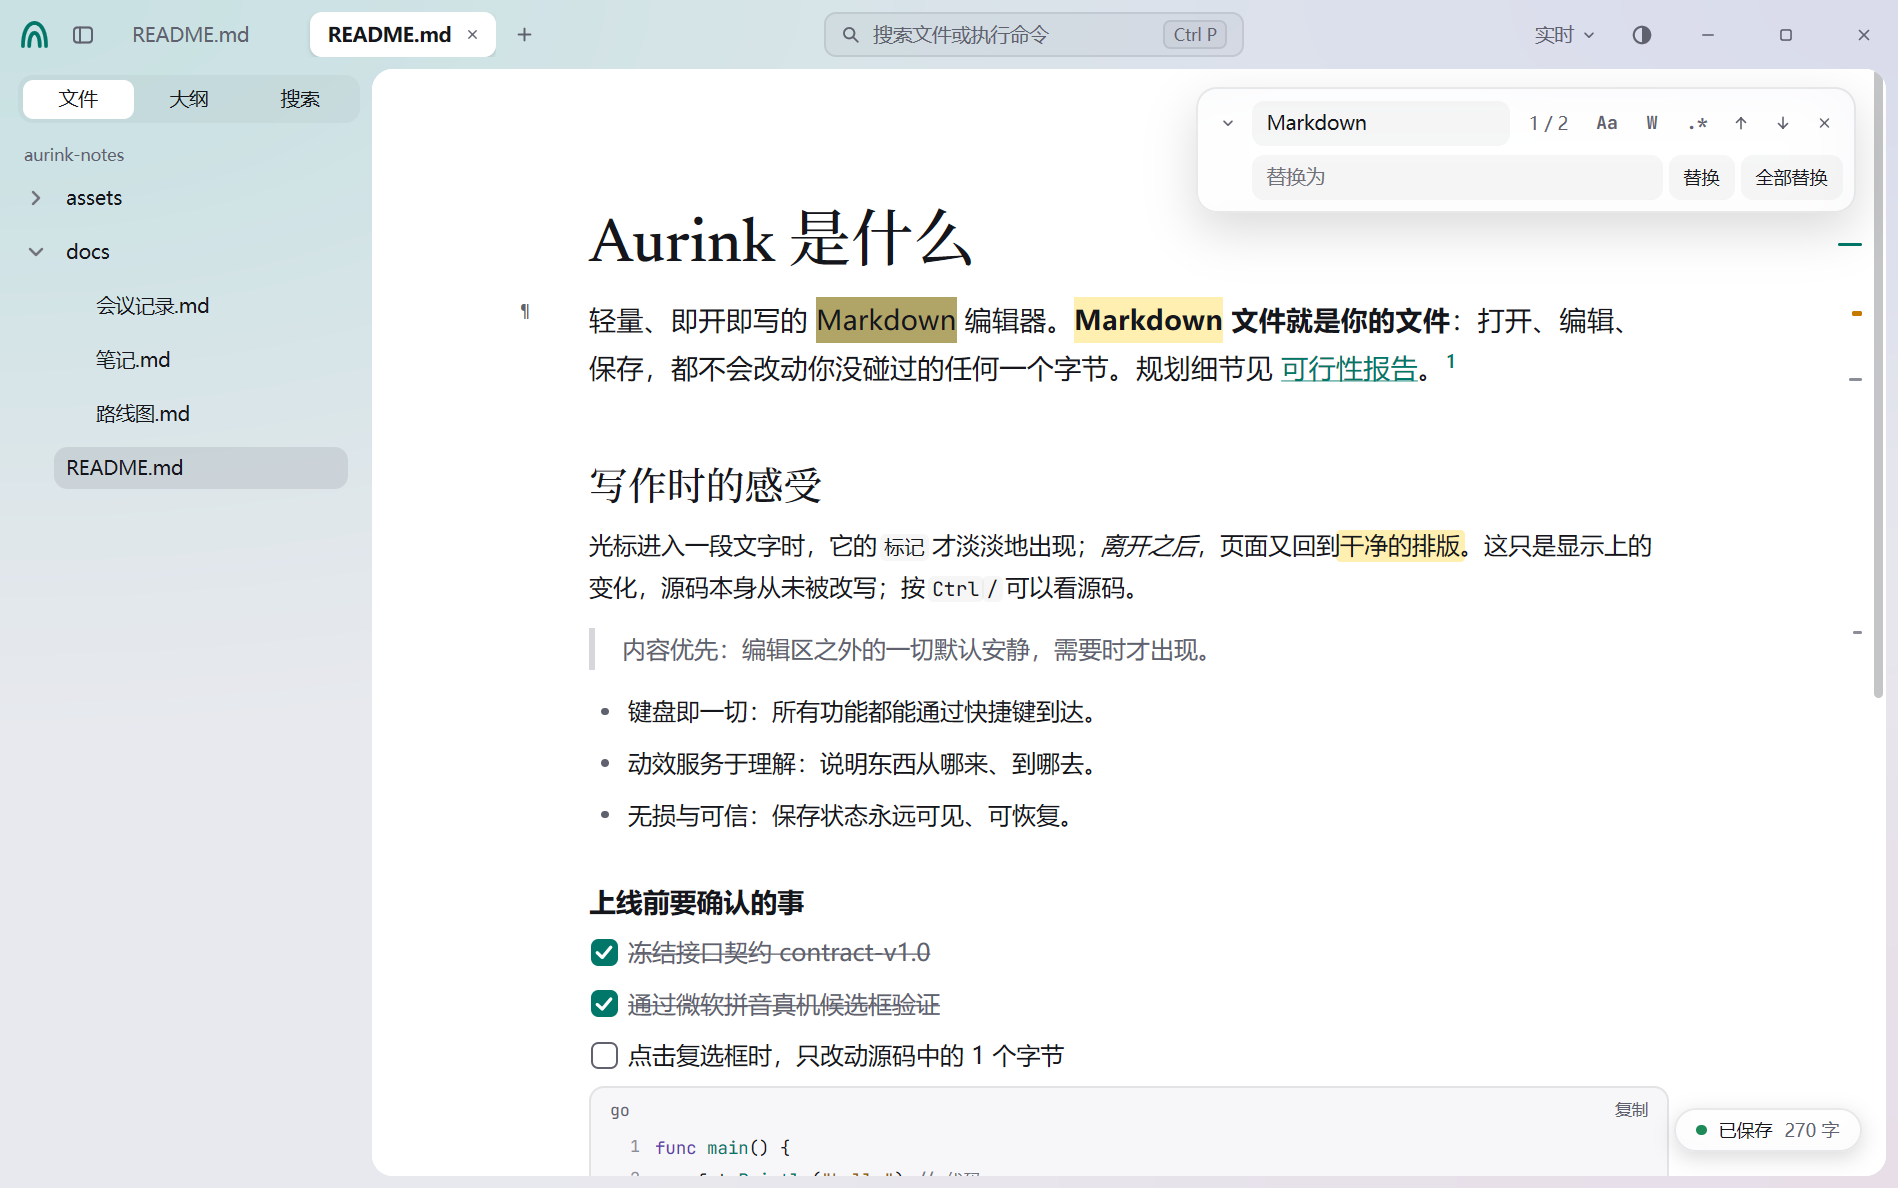 README.md
README.md
搜索文件或执行命令
Ctrl P
实时
文件
大纲
搜索
aurink-notes
assets
docs
会议记录.md
笔记.md
路线图.md
README.md
Markdown
1 / 2
Aa
W
.*
替换为
替换
全部替换
Aurink 是什么
¶
轻量、即开即写的 Markdown 编辑器。Markdown 文件就是你的文件：打开、编辑、
保存，都不会改动你没碰过的任何一个字节。规划细节见 可行性报告。1
写作时的感受
光标进入一段文字时，它的 标记 才淡淡地出现；离开之后，页面又回到干净的排版。这只是显示上的
变化，源码本身从未被改写；按 Ctrl / 可以看源码。
内容优先：编辑区之外的一切默认安静，需要时才出现。
• 键盘即一切：所有功能都能通过快捷键到达。
• 动效服务于理解：说明东西从哪来、到哪去。
• 无损与可信：保存状态永远可见、可恢复。
上线前要确认的事
冻结接口契约 contract-v1.0
通过微软拼音真机候选框验证
点击复选框时，只改动源码中的 1 个字节
go
复制
1 func main() {
已保存 270 字